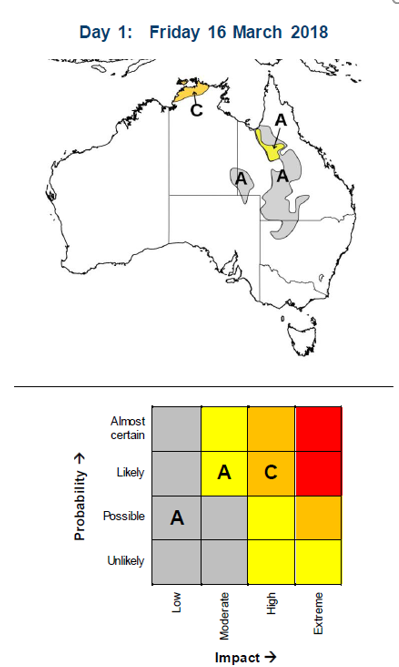 Day 1: Friday 16 March 2018
A
C
A
A
Almost
certain
Likely
A
C
Possible
A
Unlikely
Probability →
Low
Moderate
High
Extreme
Impact →